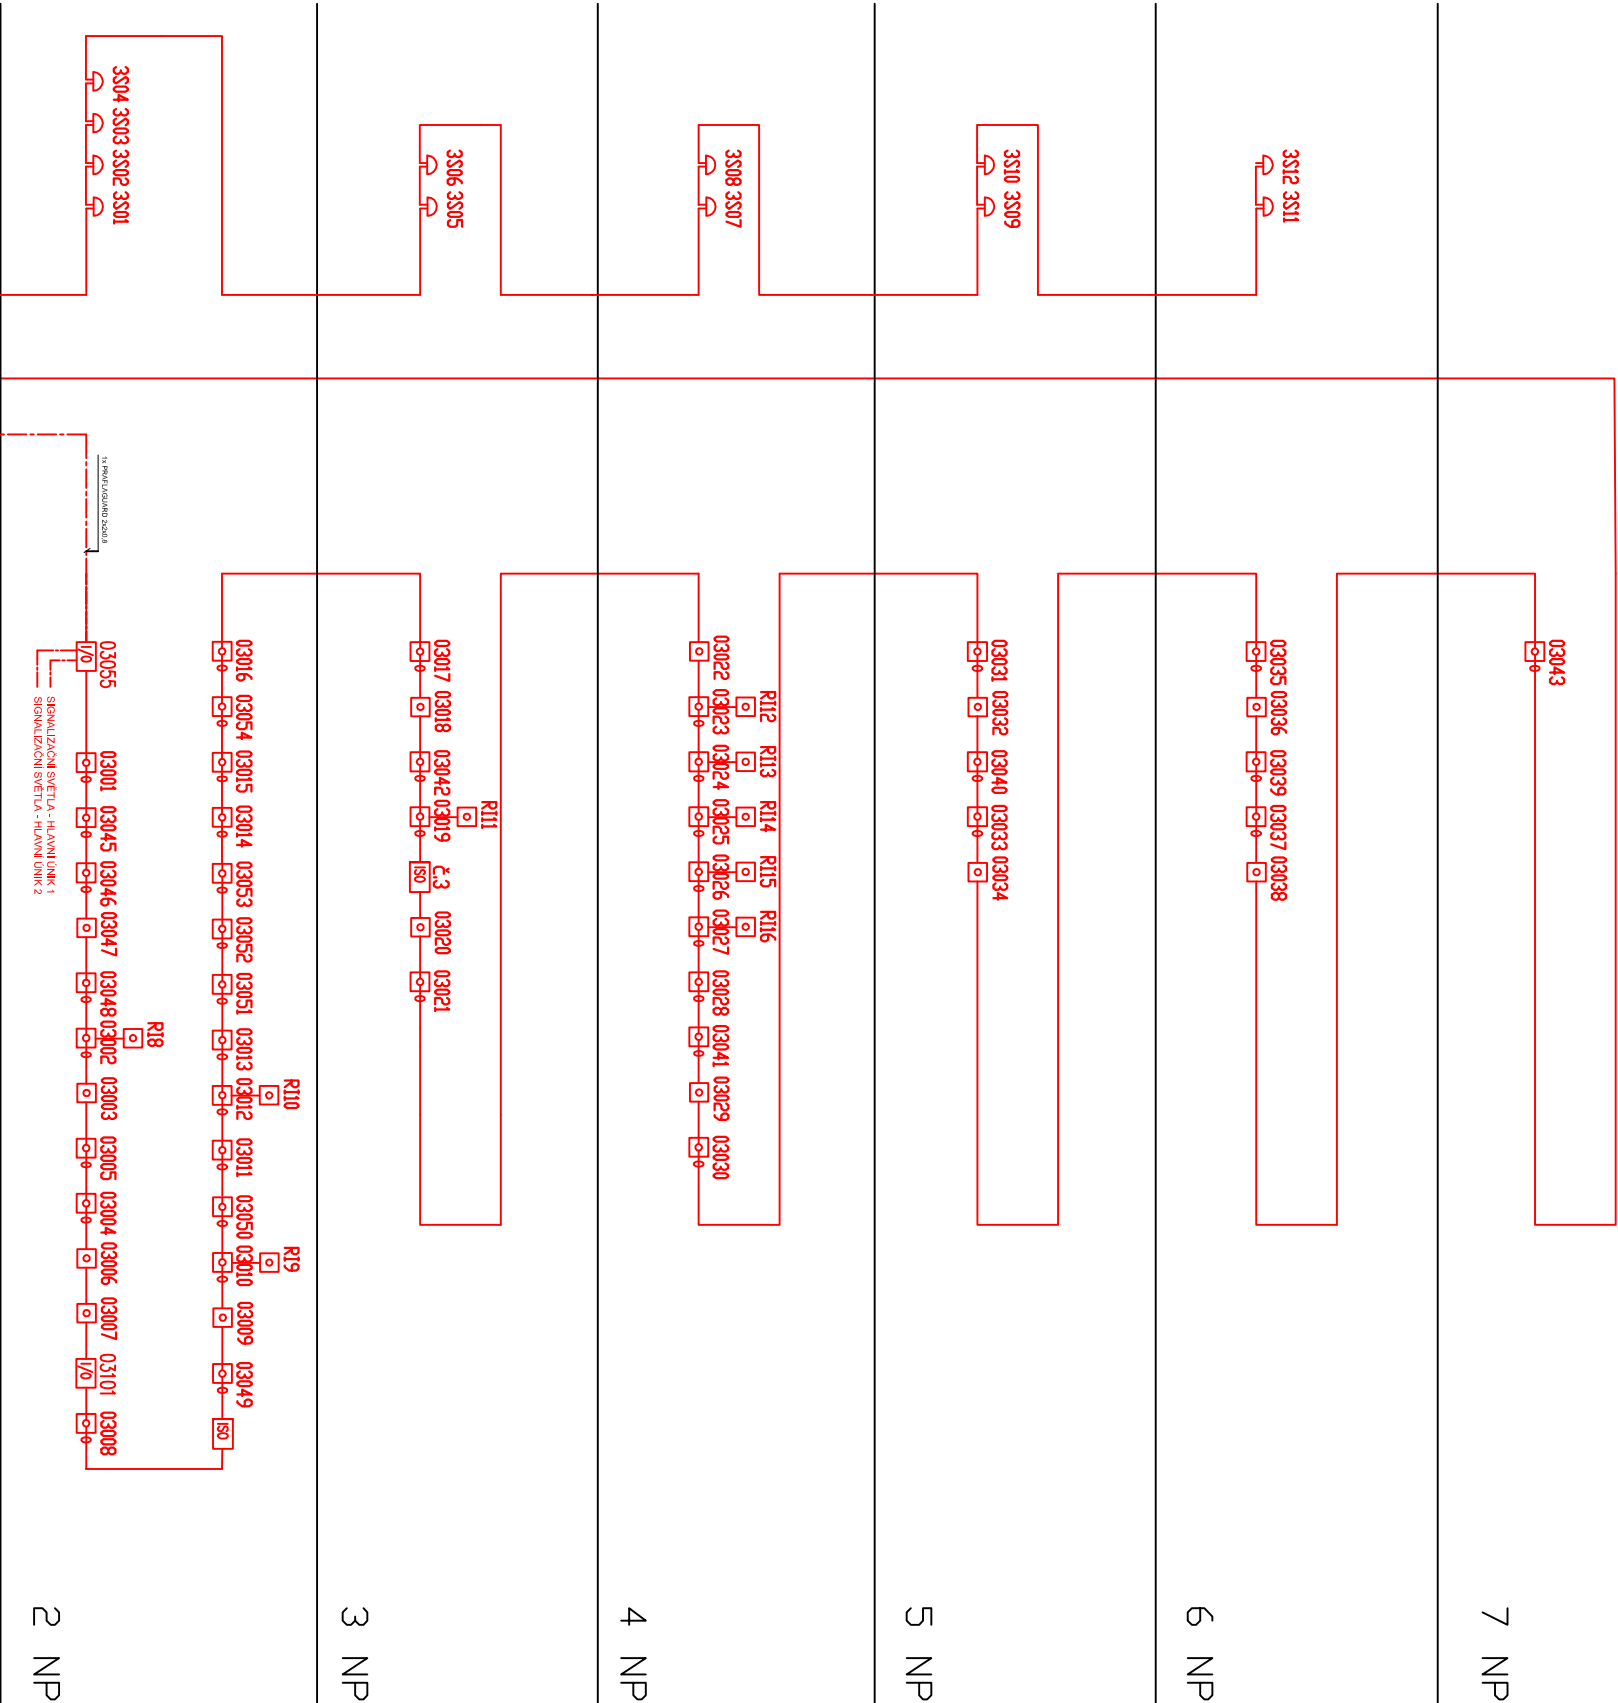 03043
7 NP
3S12 3S11
03035 03036 03039 03037 03038
6 NP
3S10 3S09
03031 03032 03040 03033 03034
5 NP
RI12 RI13 RI14 RI15 RI16
3S08 3S07
03022 03023 03024 03025 03026 03027 03028 03041 03029 03030
4 NP
RI11
3S06 3S05
03017 03018 03042 03019 č.3 03020 03021
ISO
3 NP
RI10 RI9
03016 03054 03015 03014 03053 03052 03051 03013 03012 03011 03050 03010 03009 03049
ISO
RI8
3S04 3S03 3S02 3S01
1x PRAFLAGUARD 2x2x0,8
03055 03001 03045 03046 03047 03048 03002 03003 03005 03004 03006 03007 03101 03008
I/O I/O
SIGNALIZAČNÍ SVĚTLA - HLAVNÍ ÚNIK 1
SIGNALIZAČNÍ SVĚTLA - HLAVNÍ ÚNIK 2
2 NP